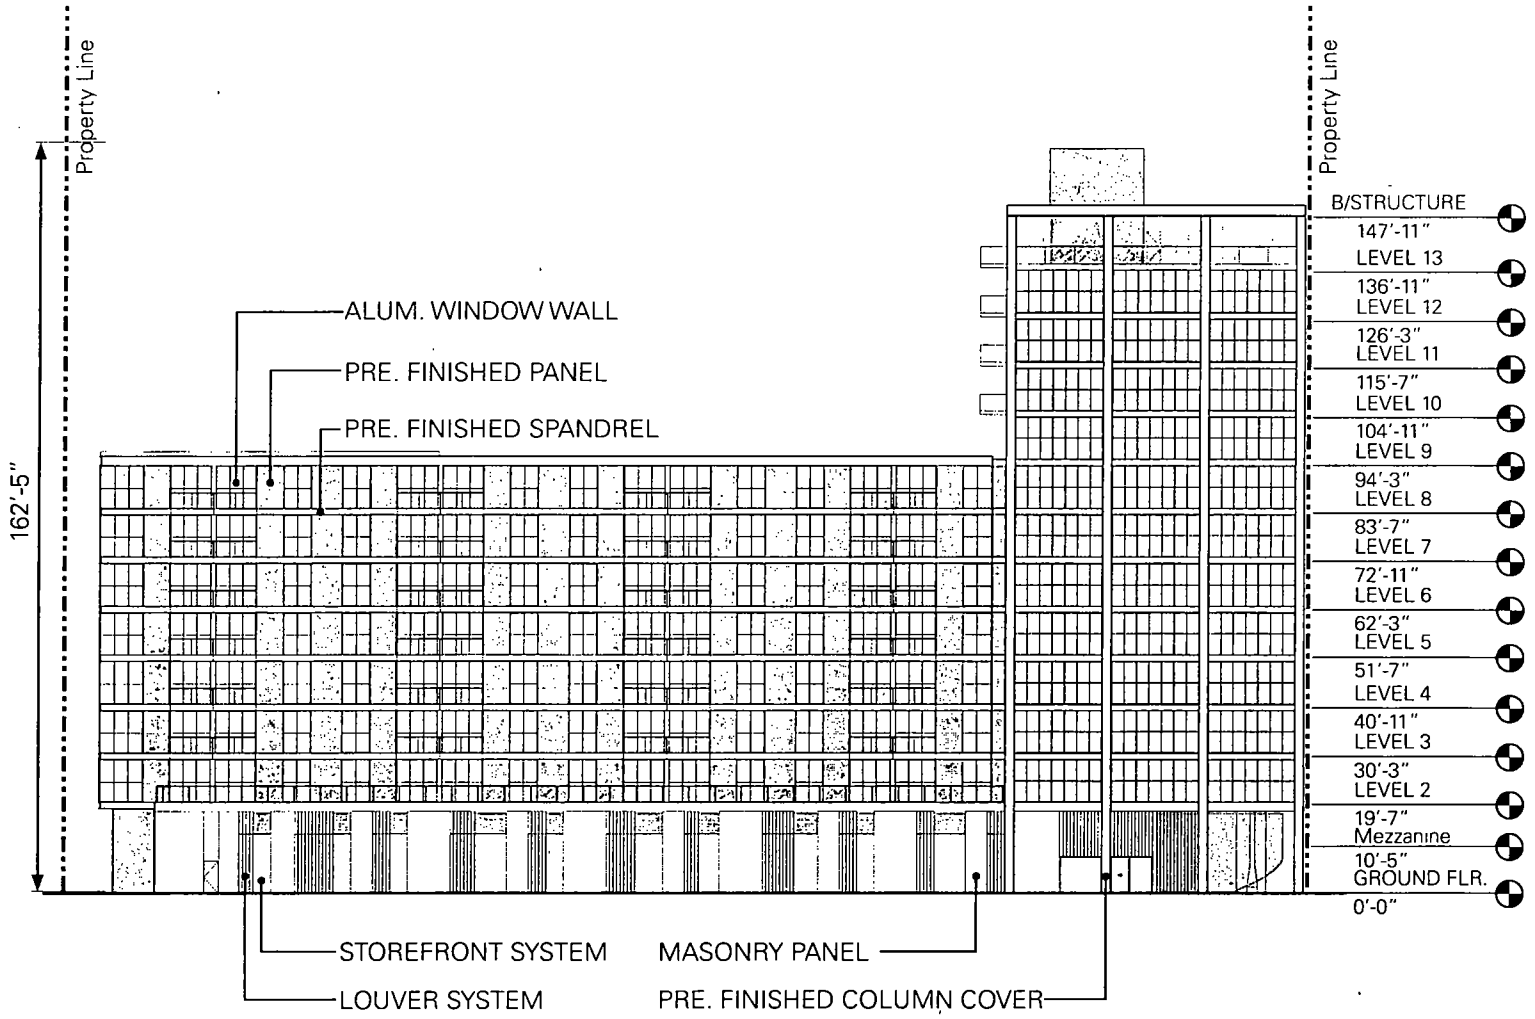 Property Line
Property Line
162'-5"
B/STRUCTURE
147'-11"
LEVEL 13
136'-11"
LEVEL 12
126'-3"
LEVEL 11
115'-7"
LEVEL 10
104'-11"
LEVEL 9
94'-3"
LEVEL 8
83'-7"
LEVEL 7
72'-11"
LEVEL 6
62'-3"
LEVEL 5
51'-7"
LEVEL 4
40'-11"
LEVEL 3
30'-3"
LEVEL 2
19'-7"
Mezzanine
10'-5"
GROUND FLR.
0'-0"
ALUM. WINDOW WALL
PRE. FINISHED PANEL
PRE. FINISHED SPANDREL
STOREFRONT SYSTEM
MASONRY PANEL
LOUVER SYSTEM
PRE. FINISHED COLUMN COVER